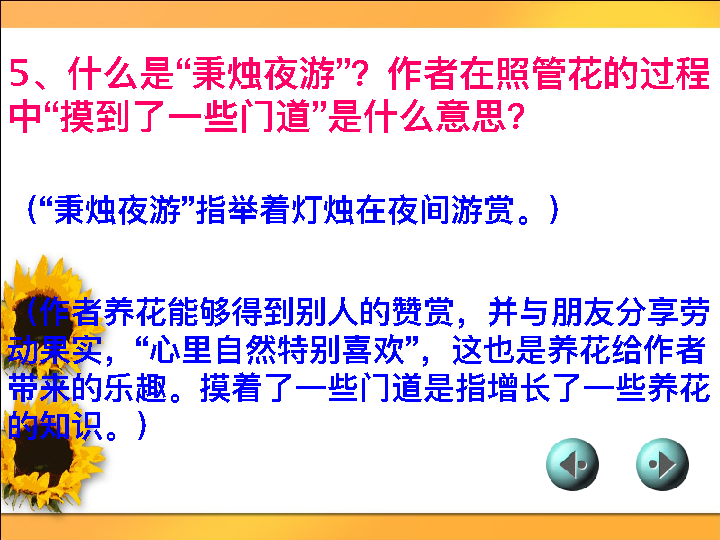 5、什么是“秉烛夜游”？作者在照管花的过程
中“摸到了一些门道”是什么意思？
（“秉烛夜游”指举着灯烛在夜间游赏。）
（作者养花能够得到别人的赞赏，并与朋友分享劳
动果实，“心里自然特别喜欢”，这也是养花给作者
带来的乐趣。摸着了一些门道是指增长了一些养花
的知识。）